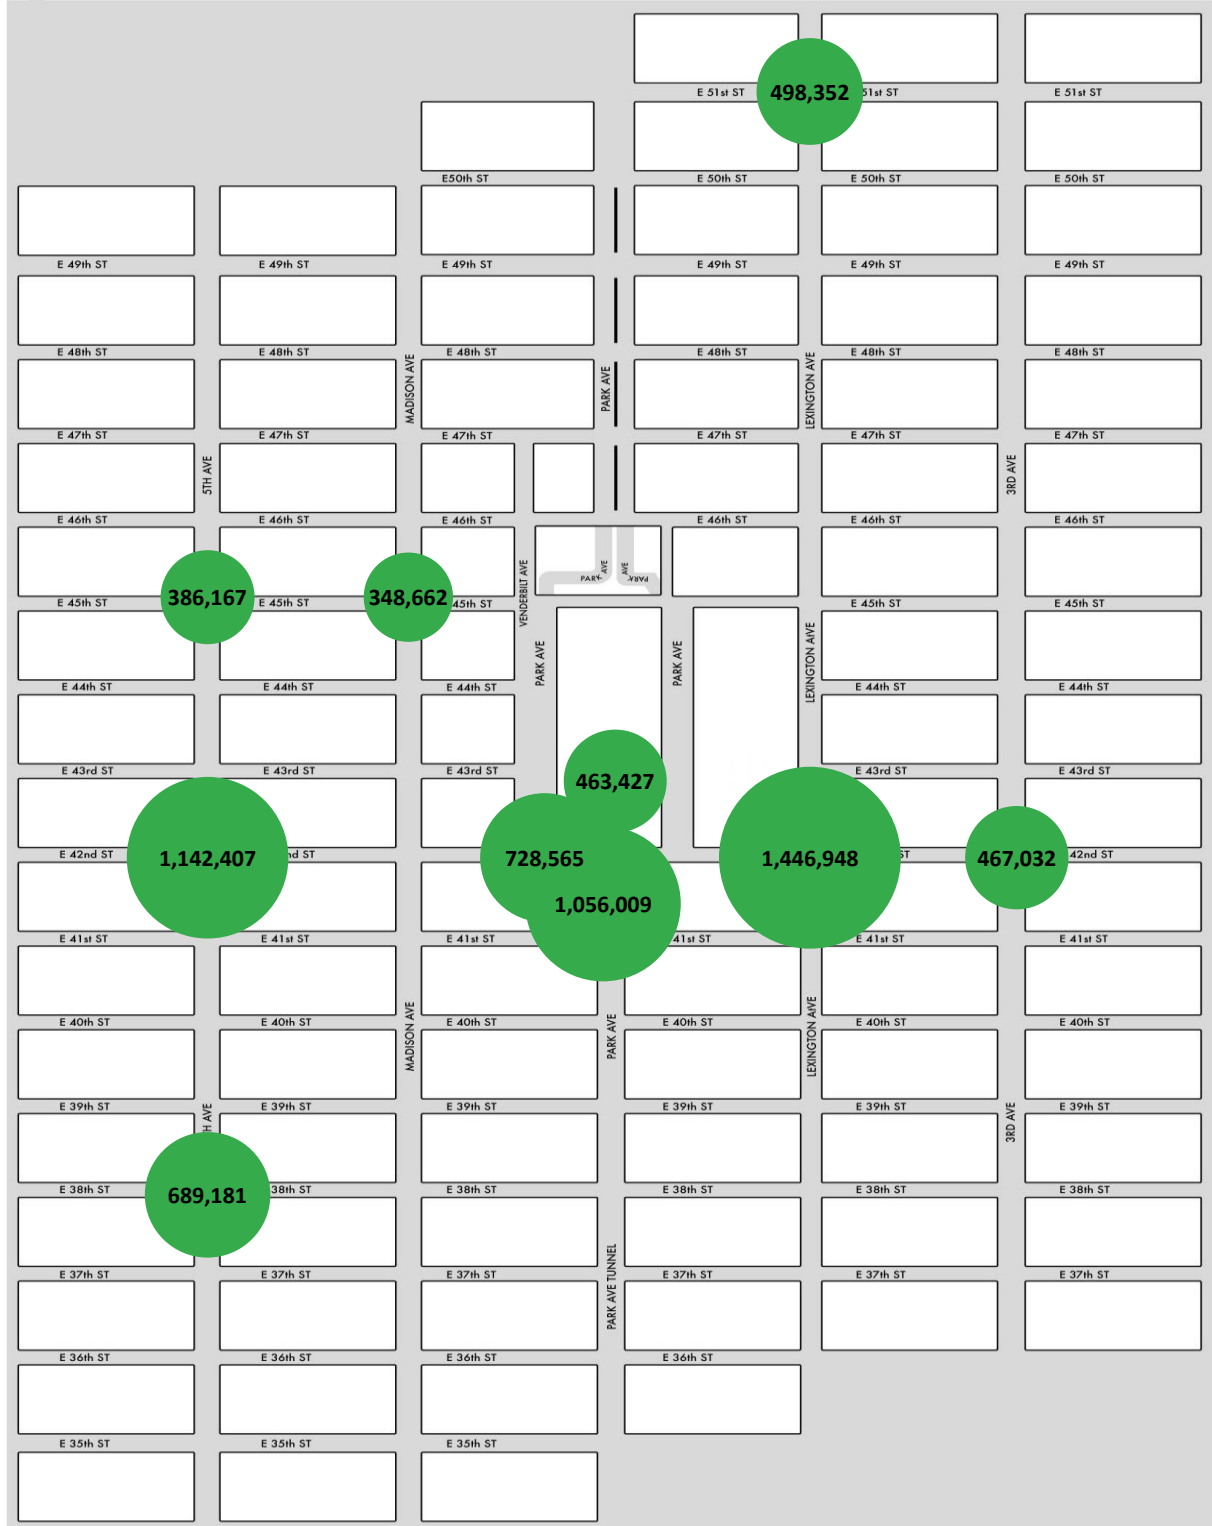 E 51st ST
498,352
51st ST
E 51st ST
E50th ST
E 50th ST
E 50th ST
E 50th ST
E 49th ST
E 49th ST
E 49th ST
E 49th ST
E 49th ST
E 49th ST
E 48th ST
E 48th ST
E 48th ST
E 48th ST
E 48th ST
E 48th ST
MADISON AVE
PARK AVE
LEXINGTON AVE
E 47th ST
E 47th ST
E 47th ST
E 47th ST
E 47th ST
E 47th ST
5TH AVE
3RD AVE
E 46th ST
E 46th ST
E 46th ST
E 46th ST
E 46th ST
E 46th ST
386,167
348,662
VENDERBILT AVE
PARK AVE
AVE PARK
E 45th ST
E 45th ST
45th ST
E 45th ST
E 45th ST
PARK AVE
PARK AVE
LEXINGTON AIVE
E 44th ST
E 44th ST
E 44th ST
E 44th ST
E 44th ST
E 43rd ST
E 43rd ST
E 43rd ST
463,427
E 43rd ST
E 43rd ST
E 42nd ST
1,142,407
nd ST
728,565
1,446,948
ST
467,032
42nd ST
1,056,009
E 41st ST
E 41st ST
E 41st ST
41st ST
E 41st ST
E 41st ST
MADISON AVE
PARK AVE
LEXINGTON AIVE
E 40th ST
E 40th ST
E 40th ST
E 40th ST
E 40th ST
E 40th ST
E 39th ST
H AVE
E 39th ST
E 39th ST
E 39th ST
E 39th ST
3RD AVE
E 39th ST
E 38th ST
689,181
38th ST
E 38th ST
E 38th ST
E 38th ST
E 38th ST
PARK AVE TUNNEL
E 37th ST
E 37th ST
E 37th ST
E 37th ST
E 37th ST
E 37th ST
E 36th ST
E 36th ST
E 36th ST
E 36th ST
E 35th ST
E 35th ST
E 35th ST